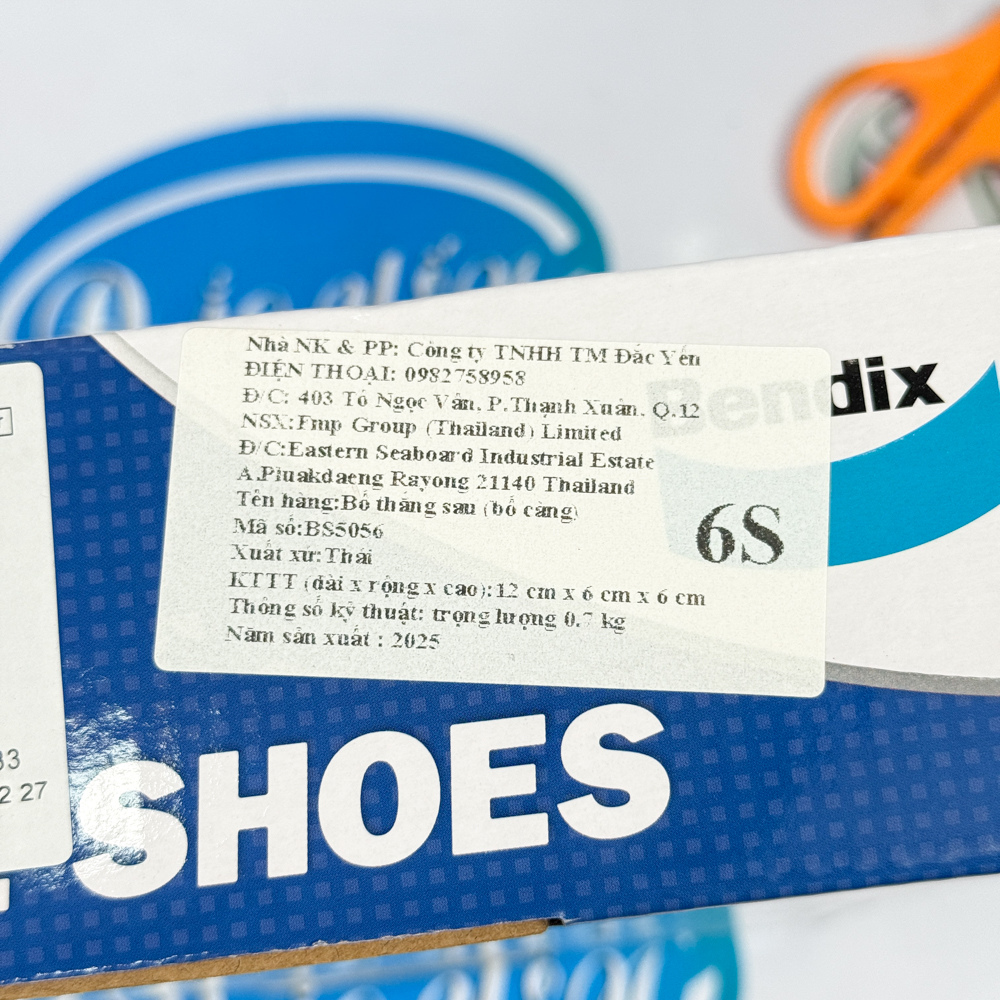 Nhà NK & PP: Công ty TNHH TM Đắc Yến
ĐIỆN THOẠI: 0982758958
Đ/C: 403 Tô Ngọc Vân, P.Thạnh Xuân, Q.12
NSX:Fmp Group (Thailand) Limited
Đ/C:Eastern Seaboard Industrial Estate
A.Pluakdaeng Rayong 21140 Thailand
Tên hàng:Bố thắng sau (bố càng)
Mã số:BS5056
Xuất xứ:Thái
KTTT (dài x rộng x cao):12 cm x 6 cm x 6 cm
Thông số kỹ thuật: trọng lượng 0.7 kg
Năm sản xuất : 2025
6S
Bendix
33
2 27
SHOES